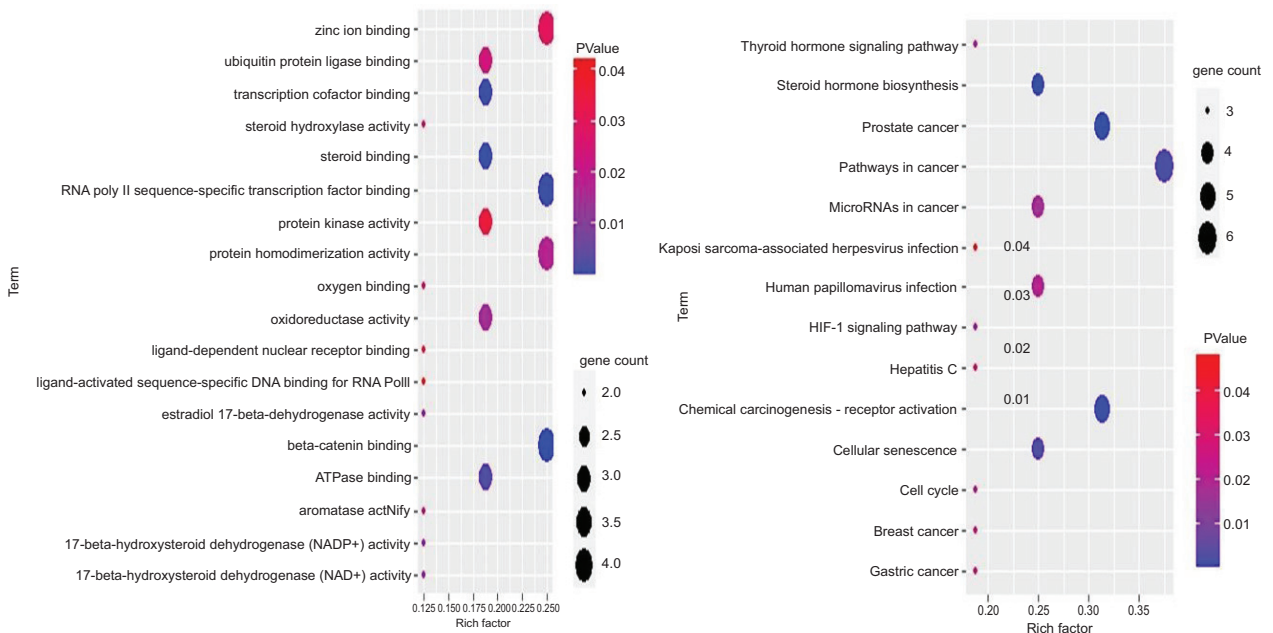 zinc ion binding
ubiquitin protein ligase binding
transcription cofactor binding
steroid hydroxylase activity
steroid binding
RNA poly II sequence-specific transcription factor binding
protein kinase activity
protein homodimerization activity
oxygen binding
oxidoreductase activity
ligand-dependent nuclear receptor binding
ligand-activated sequence-specific DNA binding for RNA PolII
estradiol 17-beta-dehydrogenase activity
beta-catenin binding
ATPase binding
aromatase actNify
17-beta-hydroxysteroid dehydrogenase (NADP+) activity
17-beta-hydroxysteroid dehydrogenase (NAD+) activity
Term
0.125 0.150 0.175 0.200 0.225 0.250
Rich factor
PValue
0.04
0.03
0.02
0.01
gene count
2.0
2.5
3.0
3.5
4.0
Thyroid hormone signaling pathway
Steroid hormone biosynthesis
Prostate cancer
Pathways in cancer
MicroRNAs in cancer
Kaposi sarcoma-associated herpesvirus infection
Human papillomavirus infection
HIF-1 signaling pathway
Hepatitis C
Chemical carcinogenesis - receptor activation
Cellular senescence
Cell cycle
Breast cancer
Gastric cancer
Term
0.04
0.03
0.02
0.01
0.20 0.25 0.30 0.35
Rich factor
gene count
3
4
5
6
PValue
0.04
0.03
0.02
0.01